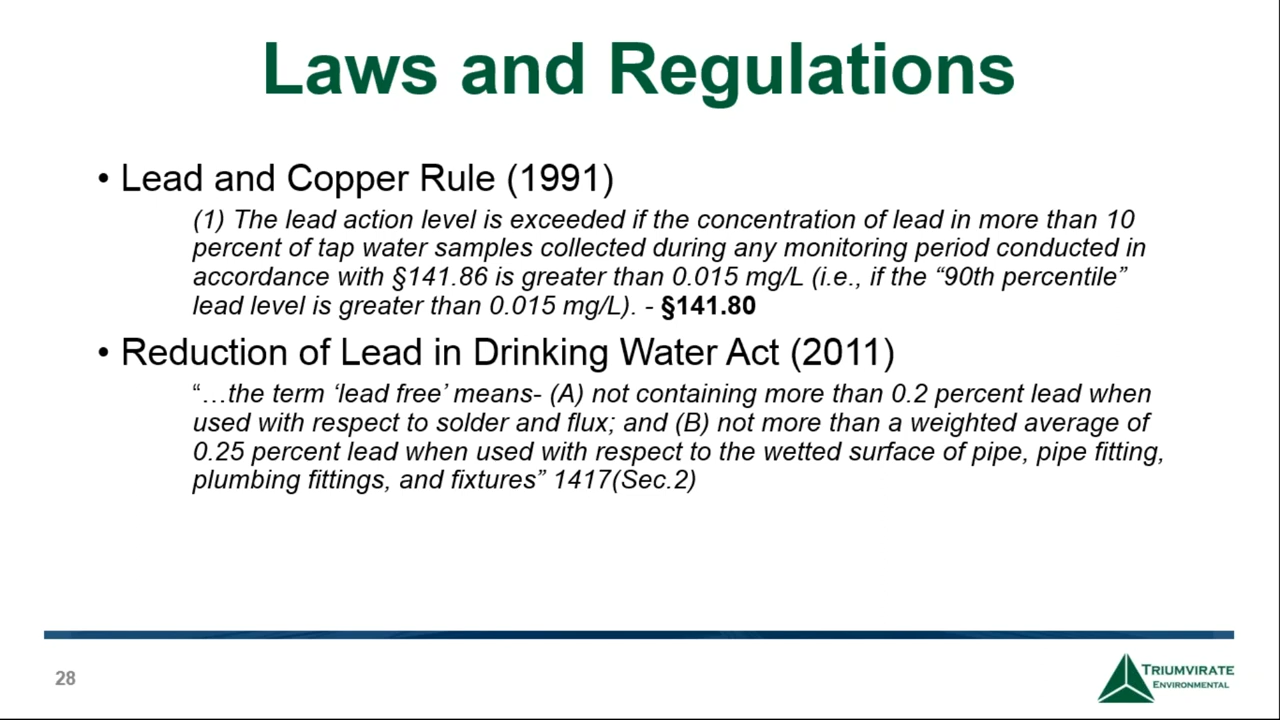 Laws and Regulations
• Lead and Copper Rule (1991)
(1) The lead action level is exceeded if the concentration of lead in more than 10
percent of tap water samples collected during any monitoring period conducted in
accordance with §141.86 is greater than 0.015 mg/L (i.e., if the “90th percentile”
lead level is greater than 0.015 mg/L). - §141.80
• Reduction of Lead in Drinking Water Act (2011)
“…the term ‘lead free’ means- (A) not containing more than 0.2 percent lead when
used with respect to solder and flux; and (B) not more than a weighted average of
0.25 percent lead when used with respect to the wetted surface of pipe, pipe fitting,
plumbing fittings, and fixtures” 1417(Sec.2)
28
TRIUMVIRATE
ENVIRONMENTAL